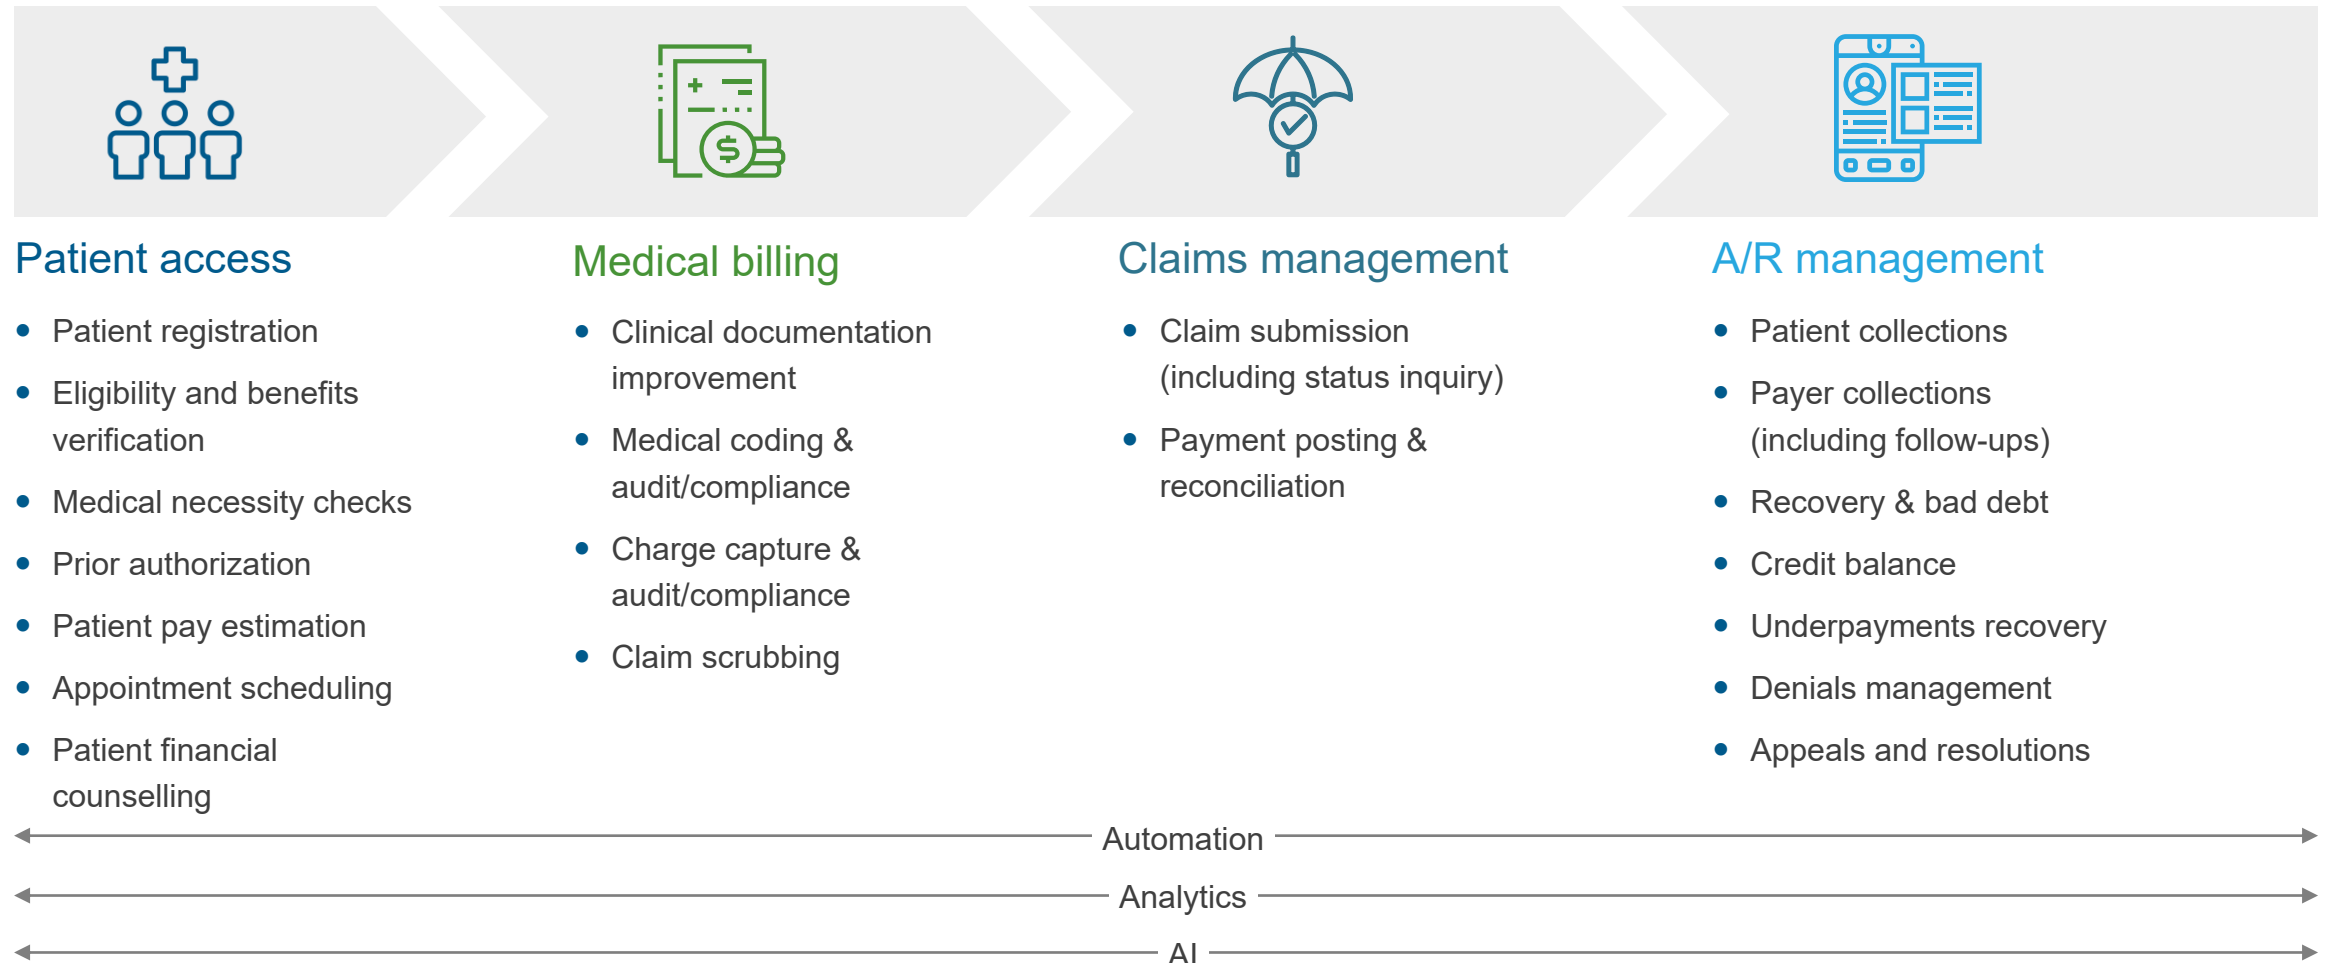 Patient access
• Patient registration
• Eligibility and benefits
verification
• Medical necessity checks
• Prior authorization
• Patient pay estimation
• Appointment scheduling
• Patient financial
counselling
Medical billing
• Clinical documentation
improvement
• Medical coding &
audit/compliance
• Charge capture &
audit/compliance
• Claim scrubbing
Claims management
• Claim submission
(including status inquiry)
• Payment posting &
reconciliation
A/R management
• Patient collections
• Payer collections
(including follow-ups)
• Recovery & bad debt
• Credit balance
• Underpayments recovery
• Denials management
• Appeals and resolutions
Automation
Analytics
AI